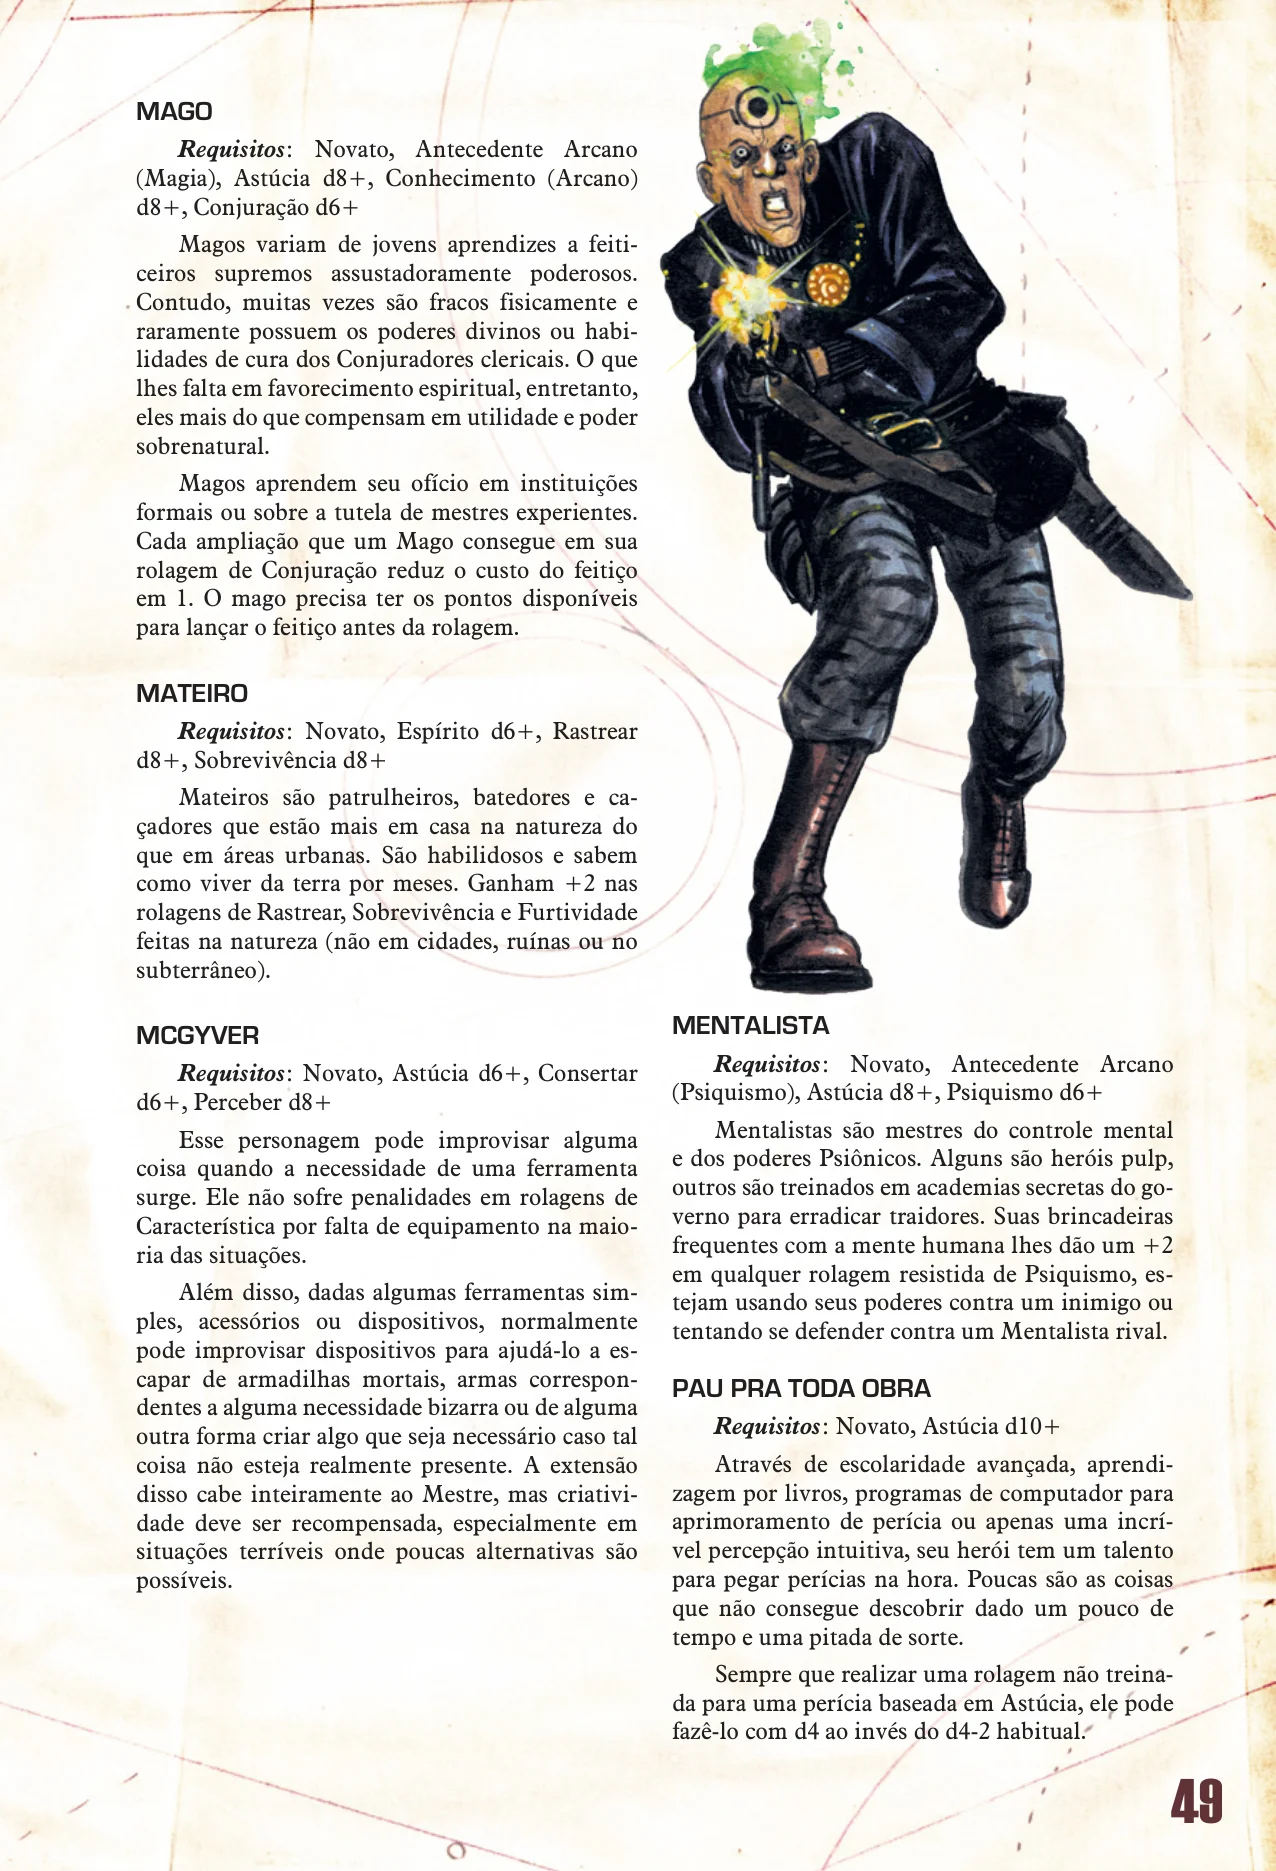 MAGO
Requisitos: Novato, Antecedente Arcano
(Magia), Astúcia d8+, Conhecimento (Arcano)
d8+, Conjuração d6+
Magos variam de jovens aprendizes a feiti-
ceiros supremos assustadoramente poderosos.
Contudo, muitas vezes são fracos fisicamente e
raramente possuem os poderes divinos ou habi-
lidades de cura dos Conjuradores clericais. O que
lhes falta em favorecimento espiritual, entretanto,
eles mais do que compensam em utilidade e poder
sobrenatural.
Magos aprendem seu ofício em instituições
formais ou sobre a tutela de mestres experientes.
Cada ampliação que um Mago consegue em sua
rolagem de Conjuração reduz o custo do feitiço
em 1. O mago precisa ter os pontos disponíveis
para lançar o feitiço antes da rolagem.
MATEIRO
Requisitos: Novato, Espírito d6+, Rastrear
d8+, Sobrevivência d8+
Mateiros são patrulheiros, batedores e ca-
çadores que estão mais em casa na natureza do
que em áreas urbanas. São habilidosos e sabem
como viver da terra por meses. Ganham +2 nas
rolagens de Rastrear, Sobrevivência e Furtividade
feitas na natureza (não em cidades, ruínas ou no
subterrâneo).
MCGYVER
Requisitos: Novato, Astúcia d6+, Consertar
d6+, Perceber d8+
Esse personagem pode improvisar alguma
coisa quando a necessidade de uma ferramenta
surge. Ele não sofre penalidades em rolagens de
Característica por falta de equipamento na maio-
ria das situações.
Além disso, dadas algumas ferramentas sim-
ples, acessórios ou dispositivos, normalmente
pode improvisar dispositivos para ajudá-lo a es-
capar de armadilhas mortais, armas correspon-
dentes a alguma necessidade bizarra ou de alguma
outra forma criar algo que seja necessário caso tal
coisa não esteja realmente presente. A extensão
disso cabe inteiramente ao Mestre, mas criativi-
dade deve ser recompensada, especialmente em
situações terríveis onde poucas alternativas são
possíveis.
MENTALISTA
Requisitos: Novato, Antecedente Arcano
(Psiquismo), Astúcia d8+, Psiquismo d6+
Mentalistas são mestres do controle mental
e dos poderes Psiônicos. Alguns são heróis pulp,
outros são treinados em academias secretas do go-
verno para erradicar traidores. Suas brincadeiras
frequentes com a mente humana lhes dão um +2
em qualquer rolagem resistida de Psiquismo, es-
tejam usando seus poderes contra um inimigo ou
tentando se defender contra um Mentalista rival.
PAU PRA TODA OBRA
Requisitos: Novato, Astúcia d10+
Através de escolaridade avançada, aprendi-
zagem por livros, programas de computador para
aprimoramento de perícia ou apenas uma incrí-
vel percepção intuitiva, seu herói tem um talento
para pegar perícias na hora. Poucas são as coisas
que não consegue descobrir dado um pouco de
tempo e uma pitada de sorte.
Sempre que realizar uma rolagem não treina-
da para uma perícia baseada em Astúcia, ele pode
fazê-lo com d4 ao invés do d4-2 habitual.
49